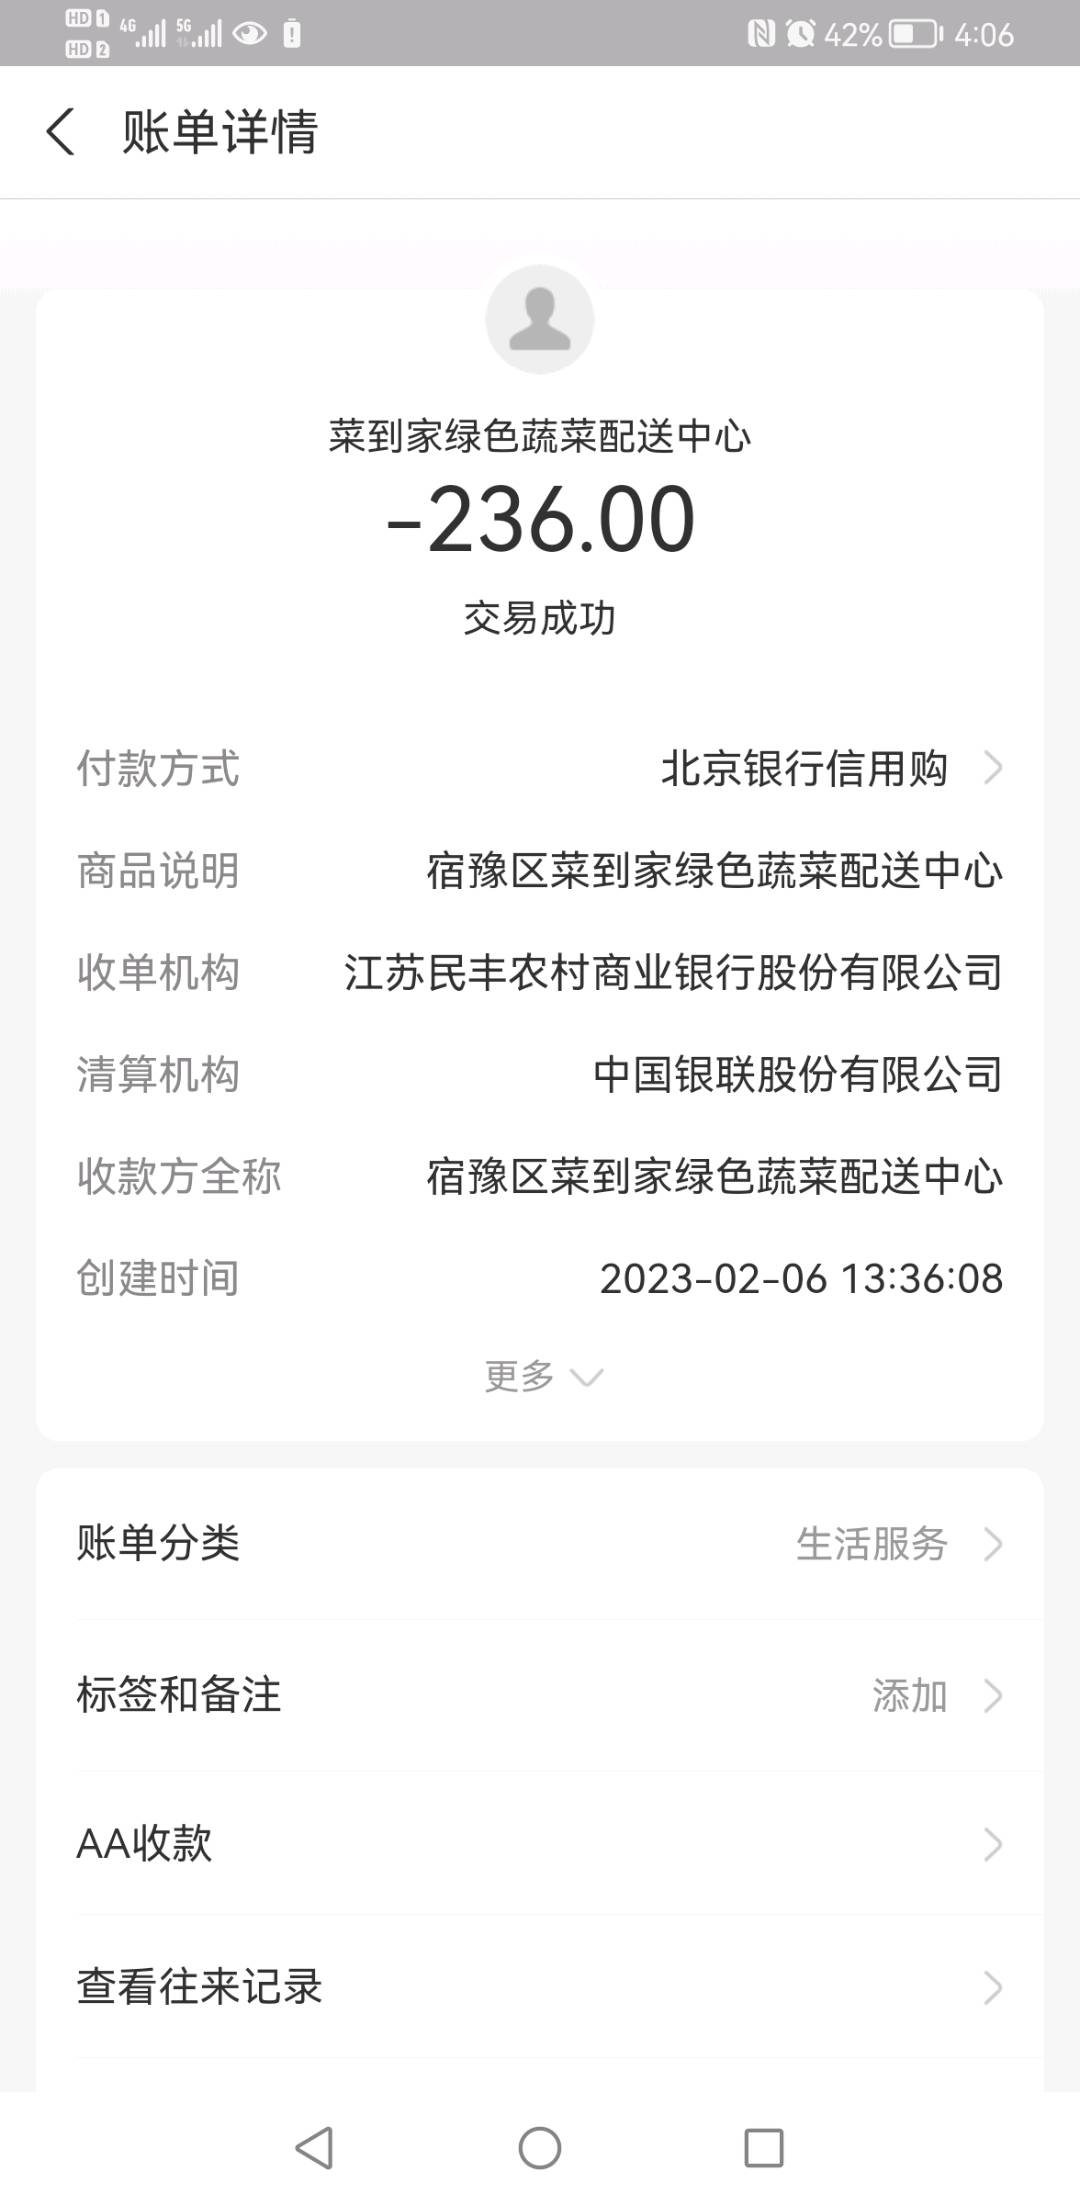 HD 1 4G 5G 42% 4:06
HD 2
账单详情
菜到家绿色蔬菜配送中心
-236.00
交易成功
付款方式 北京银行信用购
商品说明 宿豫区菜到家绿色蔬菜配送中心
收单机构 江苏民丰农村商业银行股份有限公司
清算机构 中国银联股份有限公司
收款方全称 宿豫区菜到家绿色蔬菜配送中心
创建时间 2023-02-06 13:36:08
更多
账单分类 生活服务
标签和备注 添加
AA收款
查看往来记录